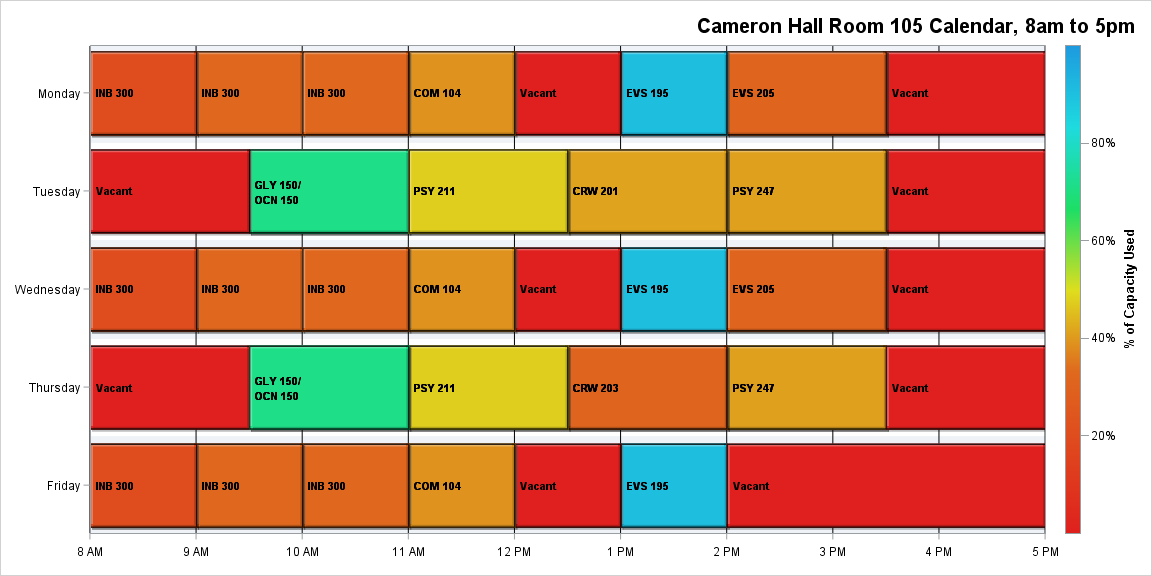 Cameron Hall Room 105 Calendar, 8am to 5pm
Monday
INB 300
INB 300
INB 300
COM 104
Vacant
EVS 195
EVS 205
Vacant
Tuesday
Vacant
GLY 150/
OCN 150
PSY 211
CRW 201
PSY 247
Vacant
Wednesday
INB 300
INB 300
INB 300
COM 104
Vacant
EVS 195
EVS 205
Vacant
Thursday
Vacant
GLY 150/
OCN 150
PSY 211
CRW 203
PSY 247
Vacant
Friday
INB 300
INB 300
INB 300
COM 104
Vacant
EVS 195
Vacant
8 AM
9 AM
10 AM
11 AM
12 PM
1 PM
2 PM
3 PM
4 PM
5 PM
80%
60%
40%
20%
% of Capacity Used